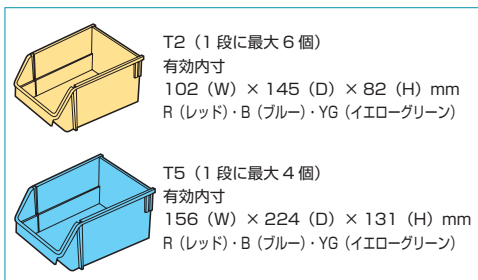 T2（1段に最大6個）
有効内寸
102（W）× 145（D）× 82（H）mm
R（レッド）・B（ブルー）・YG（イエローグリーン）
T5（1段に最大4個）
有効内寸
156（W）× 224（D）× 131（H）mm
R（レッド）・B（ブルー）・YG（イエローグリーン）